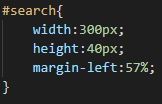 #search{
    width:300px;
    height:40px;
    margin-left:57%;
}